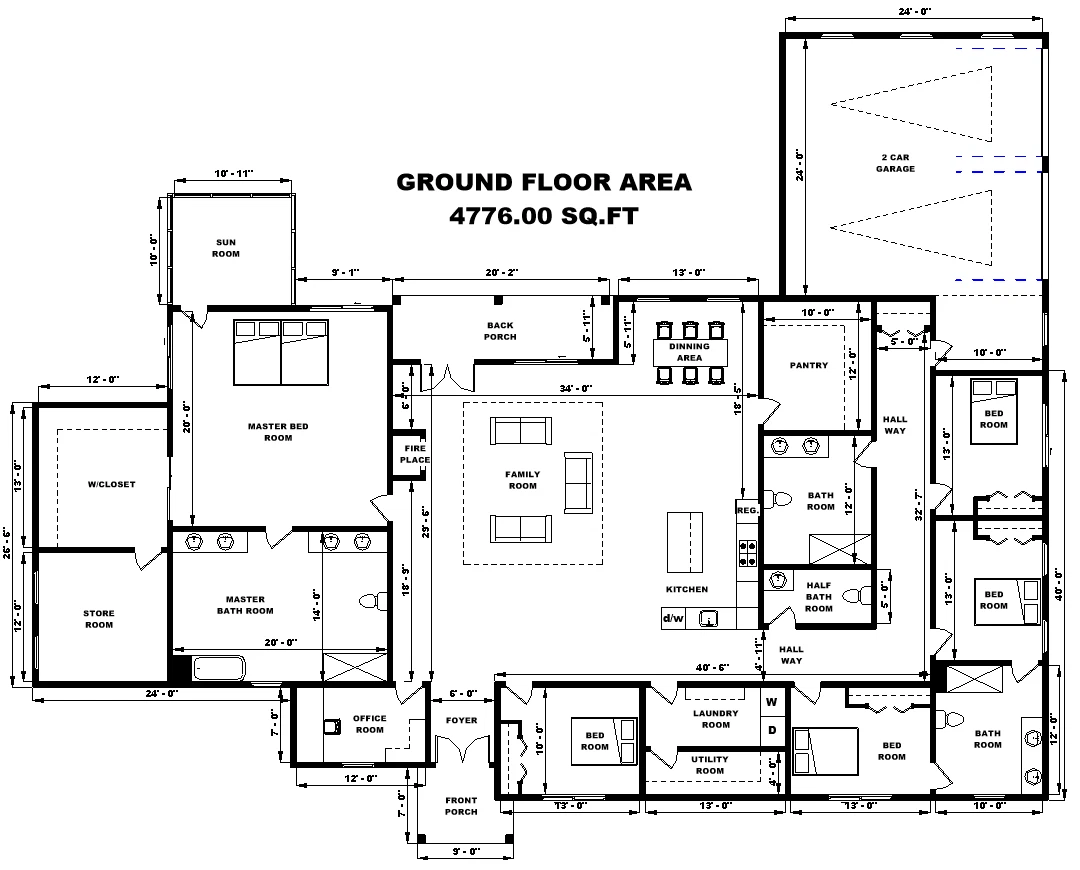 24' - 0"
24' - 0"
2 CAR
GARAGE
GROUND FLOOR AREA
4776.00 SQ.FT
10' - 11"
10' - 0"
SUN
ROOM
9' - 1"
20' - 2"
13' - 0"
BACK
PORCH
5' - 11"
5' - 11"
DINNING
AREA
10' - 0"
PANTRY
12' - 0"
5' - 0"
10' - 0"
12' - 0"
20' - 0"
MASTER BED
ROOM
6' - 0"
34' - 0"
18' - 5"
HALL
WAY
BED
ROOM
13' - 0"
FIRE
PLACE
FAMILY
ROOM
13' - 0"
W/CLOSET
26' - 6"
29' - 6"
REG.
BATH
ROOM
12' - 0"
32' - 7"
KITCHEN
d/w
HALF
BATH
ROOM
5' - 0"
13' - 0"
BED
ROOM
40' - 0"
12' - 0"
STORE
ROOM
MASTER
BATH ROOM
14' - 0"
20' - 0"
18' - 9"
4' - 11"
HALL
WAY
40' - 6"
24' - 0"
7' - 0"
OFFICE
ROOM
6' - 0"
FOYER
10' - 0"
BED
ROOM
LAUNDRY
ROOM
W
D
UTILITY
ROOM
4' - 0"
BED
ROOM
BATH
ROOM
12' - 0"
12' - 0"
7' - 0"
FRONT
PORCH
13' - 0"
13' - 0"
13' - 0"
10' - 0"
9' - 0"